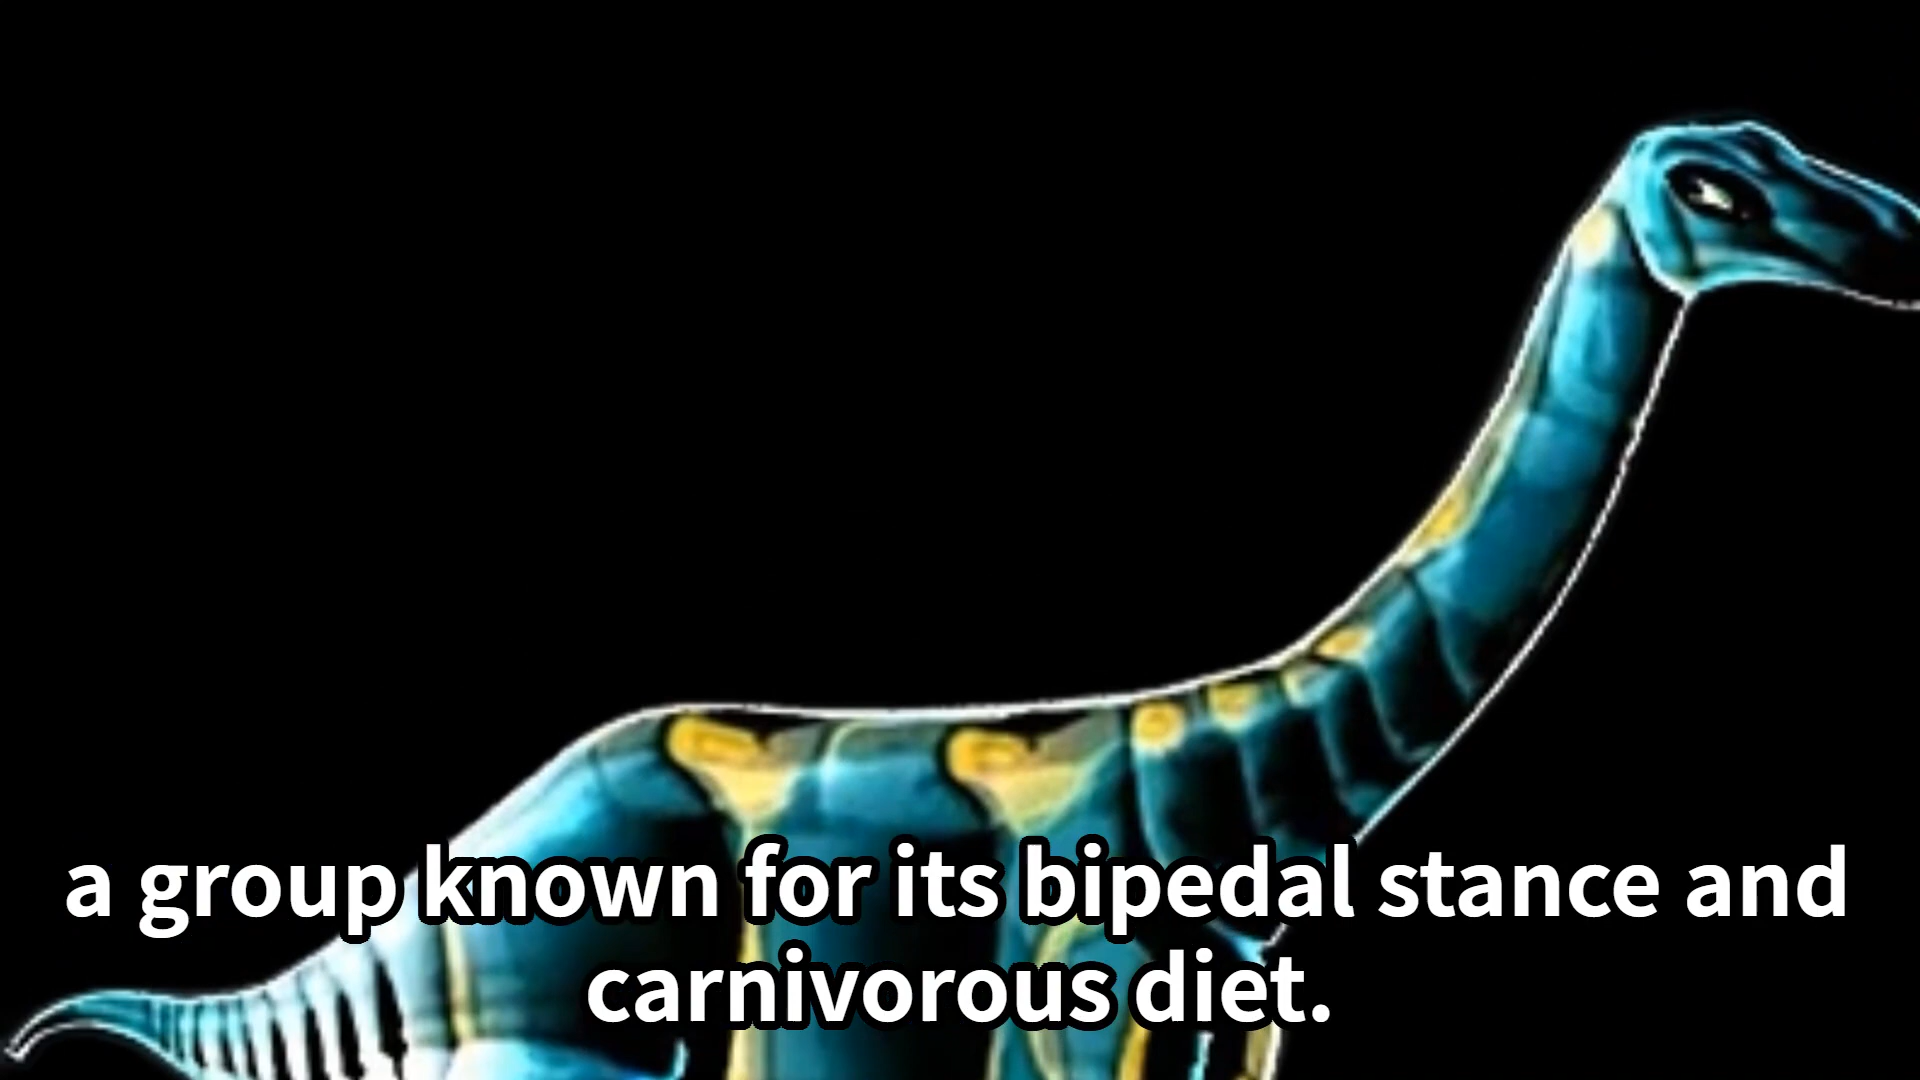 a group known for its bipedal stance and
carnivorous diet.